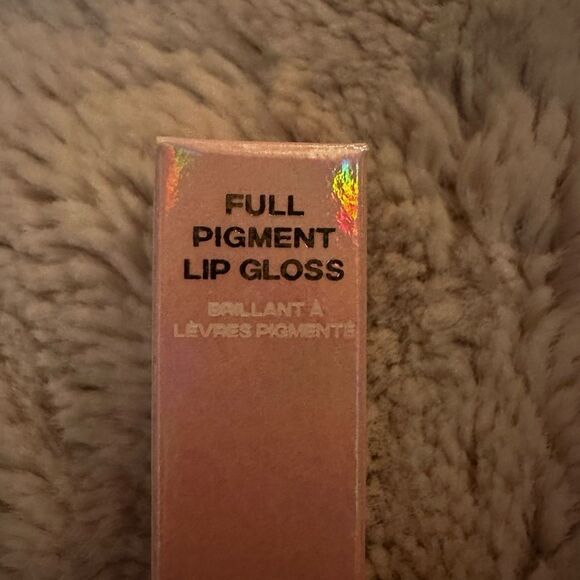 FULL
PIGMENT
LIP GLOSS
BRILLANT À
LÈVRES PIGMENTÉ